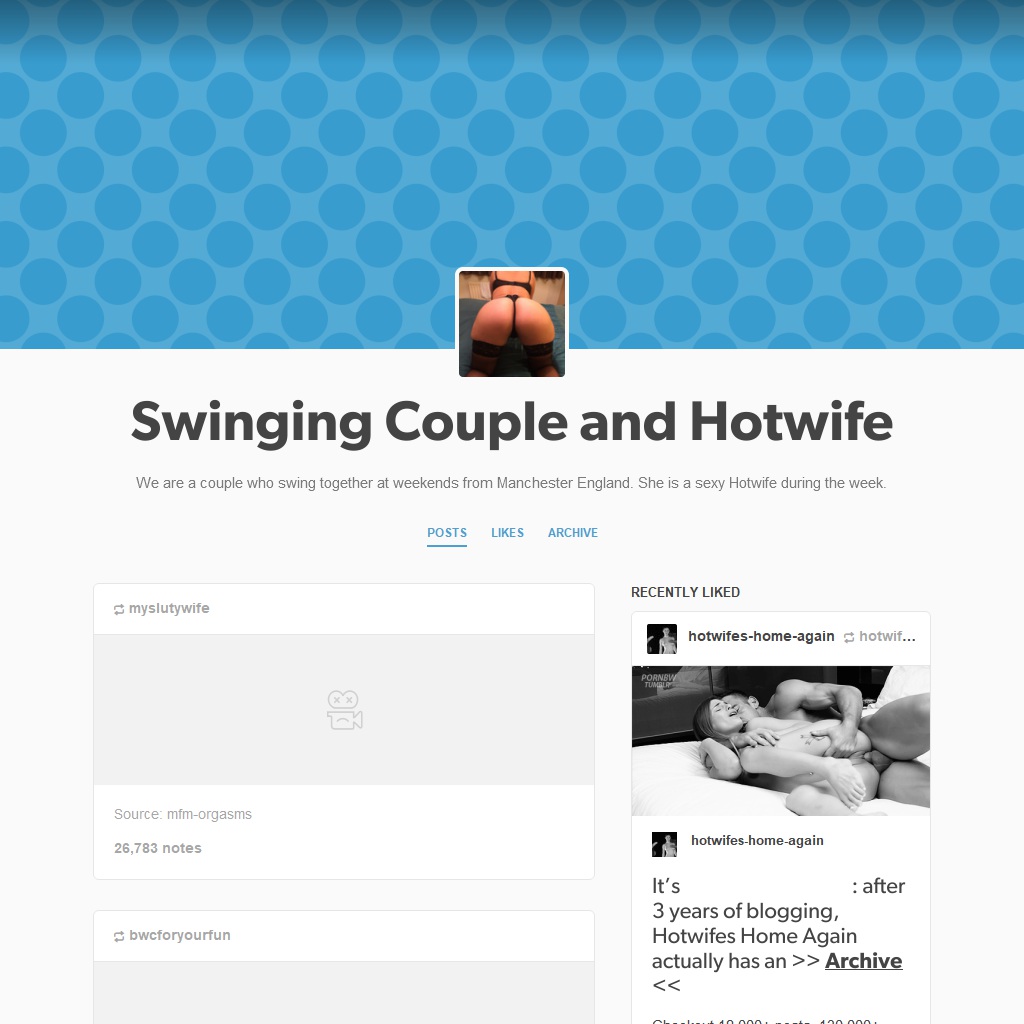 Swinging Couple and Hotwife
We are a couple who swing together at weekends from Manchester England. She is a sexy Hotwife during the week.
POSTS LIKES ARCHIVE
myslutywife
Source: mfm-orgasms
26,783 notes
bwcforyourfun
RECENTLY LIKED
hotwifes-home-again hotwif...
PORNBW
TUMBLR
hotwifes-home-again
It's : after
3 years of blogging,
Hotwifes Home Again
actually has an >> Archive
<<